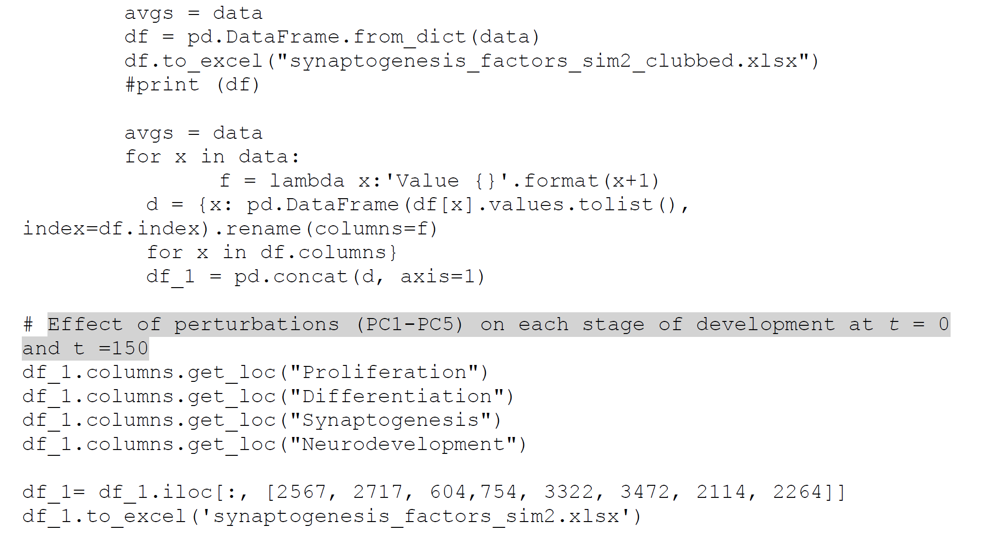 avgs = data
df = pd.DataFrame.from_dict(data)
df.to_excel("synaptogenesis_factors_sim2_clubbed.xlsx")
#print (df)
avgs = data
for x in data:
f = lambda x:'Value {}'.format(x+1)
d = {x: pd.DataFrame(df[x].values.tolist(),
index=df.index).rename(columns=f)
for x in df.columns}
df_1 = pd.concat(d, axis=1)
# Effect of perturbations (PC1-PC5) on each stage of development at t = 0
and t =150
df_1.columns.get_loc("Proliferation")
df_1.columns.get_loc("Differentiation")
df_1.columns.get_loc("Synaptogenesis")
df_1.columns.get_loc("Neurodevelopment")
df_1= df_1.iloc[:, [2567, 2717, 604,754, 3322, 3472, 2114, 2264]]
df_1.to_excel('synaptogenesis_factors_sim2.xlsx')